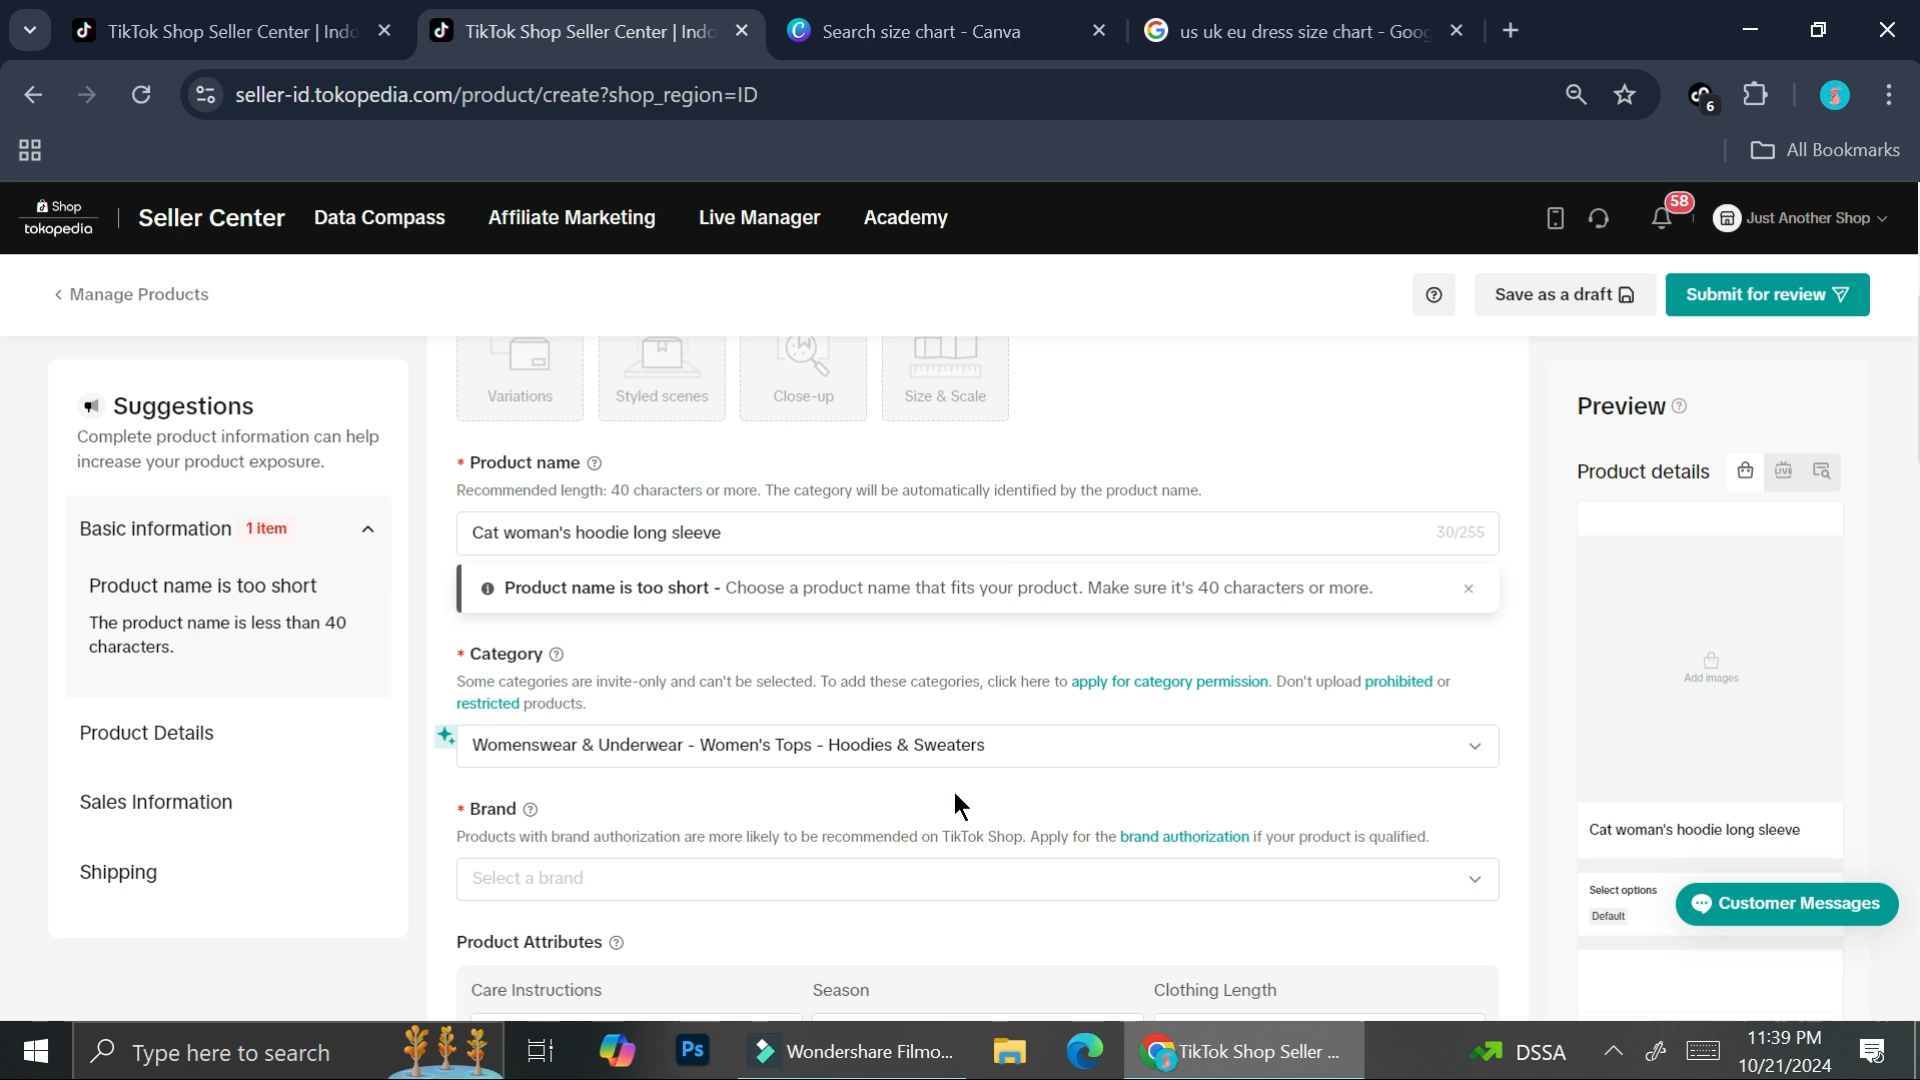 TikTok Shop Seller Center | Indo
TikTok Shop Seller Center | Indo
Search size chart - Canva
us uk eu dress size chart - Goog
seller-id.tokopedia.com/product/create?shop_region=ID
6
All Bookmarks
Shop
tokopedia
Seller Center
Data Compass
Affiliate Marketing
Live Manager
Academy
58
Just Another Shop
< Manage Products
Save as a draft
Submit for review
Suggestions
Complete product information can help
increase your product exposure.
Basic information 1 item
Product name is too short
The product name is less than 40
characters.
Product Details
Sales Information
Shipping
Variations
Styled scenes
Close-up
Size & Scale
* Product name
Recommended length: 40 characters or more. The category will be automatically identified by the product name.
Cat woman's hoodie long sleeve
30/255
Product name is too short - Choose a product name that fits your product. Make sure it's 40 characters or more.
* Category
Some categories are invite-only and can't be selected. To add these categories, click here to apply for category permission. Don't upload prohibited or
restricted products.
Womenswear & Underwear - Women's Tops - Hoodies & Sweaters
* Brand
Products with brand authorization are more likely to be recommended on TikTok Shop. Apply for the brand authorization if your product is qualified.
Select a brand
Product Attributes
Care Instructions
Season
Clothing Length
Preview
Product details
LIVE
Add images
Cat woman's hoodie long sleeve
Select options
Default
Customer Messages
Type here to search
Ps
Wondershare Filmo...
TikTok Shop Seller ...
DSSA
11:39 PM
10/21/2024